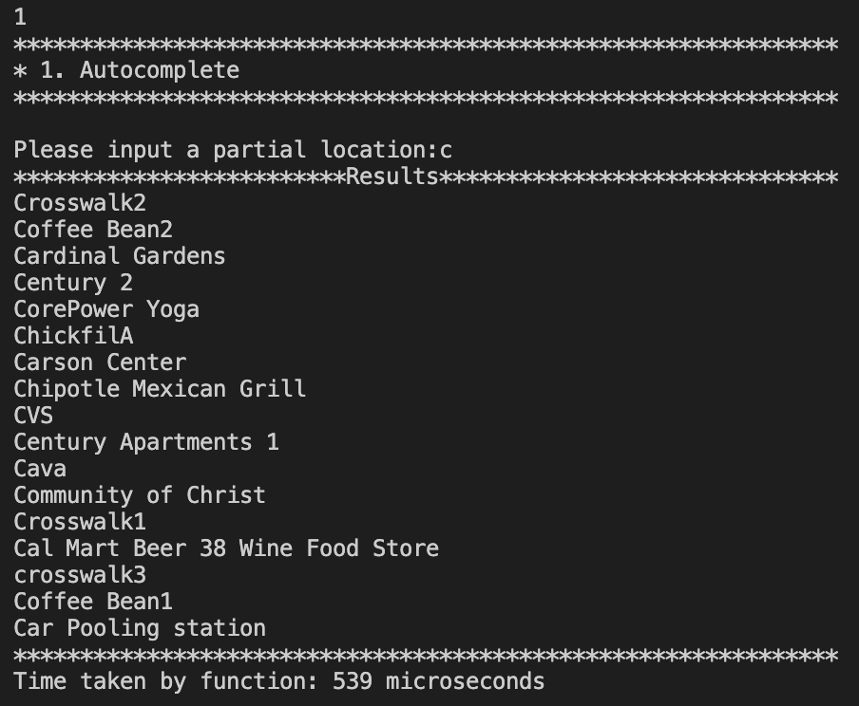 1
**************************************************************
* 1. Autocomplete
**************************************************************
Please input a partial location:c
*************************Results******************************
Crosswalk2
Coffee Bean2
Cardinal Gardens
Century 2
CorePower Yoga
ChickfilA
Carson Center
Chipotle Mexican Grill
CVS
Century Apartments 1
Cava
Community of Christ
Crosswalk1
Cal Mart Beer 38 Wine Food Store
crosswalk3
Coffee Bean1
Car Pooling station
**************************************************************
Time taken by function: 539 microseconds